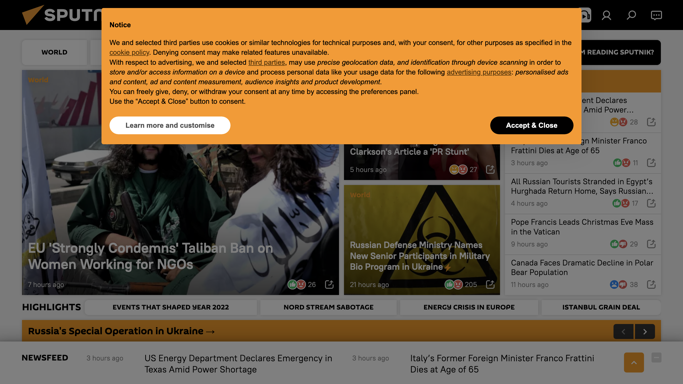 SPUTN
Notice
We and selected third parties use cookies or similar technologies for technical purposes and, with your consent, for other purposes as specified in the
cookie policy. Denying consent may make related features unavailable.
With respect to advertising, we and selected third parties, may use precise geolocation data, and identification through device scanning in order to
store and/or access information on a device and process personal data like your usage data for the following advertising purposes: personalised ads
and content, ad and content measurement, audience insights and product development.
You can freely give, deny, or withdraw your consent at any time by accessing the preferences panel.
Use the “Accept & Close” button to consent.
Learn more and customise
Accept & Close
WORLD
READING SPUTNIK?
EU 'Strongly Condemns' Taliban Ban on
Women Working for NGOs
7 hours ago
26
Clarkson's Article a 'PR Stunt'
5 hours ago
27
Russian Defense Ministry Names
New Senior Participants in Military
Bio Program in Ukraine
21 hours ago
205
nt Declares
Amid Power...
28
Minister Franco
Frattini Dies at Age of 65
3 hours ago
11
All Russian Tourists Stranded in Egypt's
Hurghada Return Home, Says Russian...
4 hours ago
17
Pope Francis Leads Christmas Eve Mass
in the Vatican
9 hours ago
29
Canada Faces Dramatic Decline in Polar
Bear Population
11 hours ago
38
HIGHLIGHTS
EVENTS THAT SHAPED YEAR 2022
NORD STREAM SABOTAGE
ENERGY CRISIS IN EUROPE
ISTANBUL GRAIN DEAL
Russia's Special Operation in Ukraine
NEWSFEED
3 hours ago
US Energy Department Declares Emergency in
Texas Amid Power Shortage
3 hours ago
Italy's Former Foreign Minister Franco Frattini
Dies at Age of 65